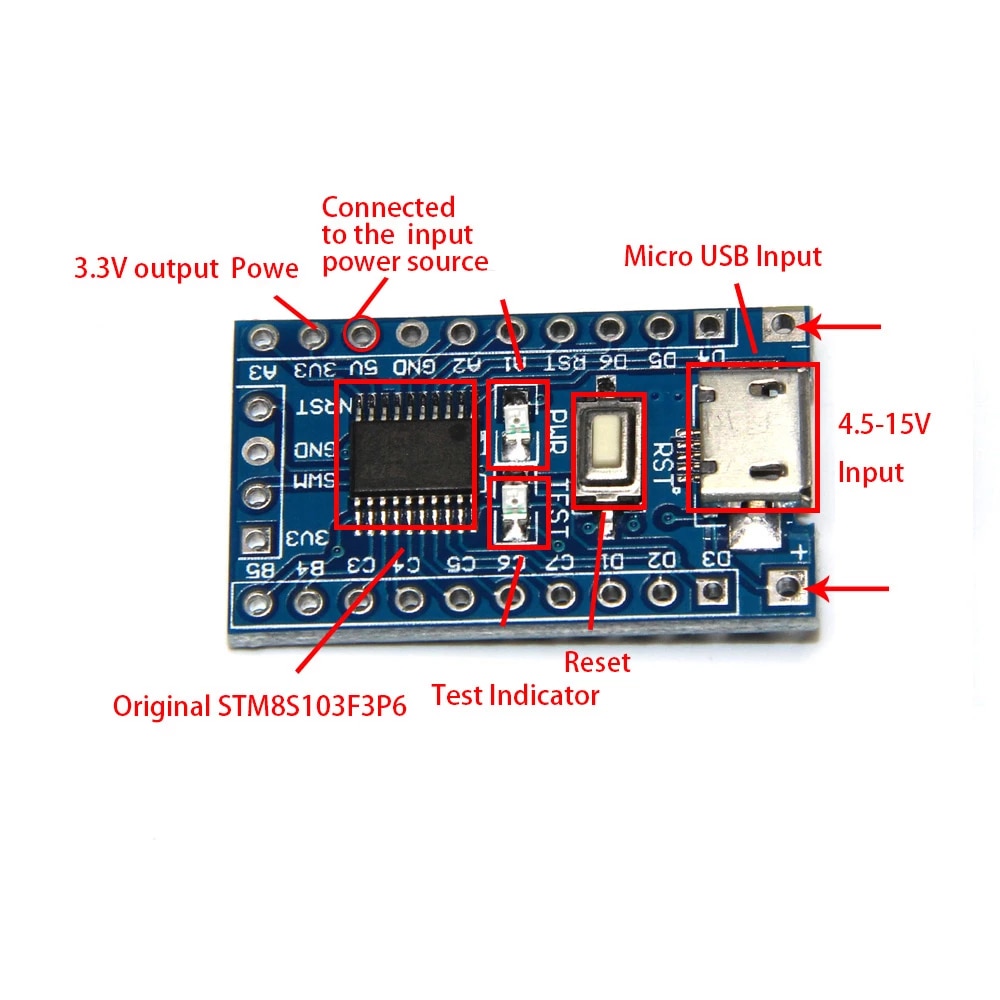 Connected
to the input
power source
3.3V output Powe
Micro USB Input
A3 3V3 5V GND A2 D1 RST D6 D5 D4
NRST
GND
SWM
3V3
PWR
TEST
RST
4.5-15V
Input
+
B5 B4 C3 C4 C5 C6 C7 D1 D2 D3
Reset
Test Indicator
Original STM8S103F3P6